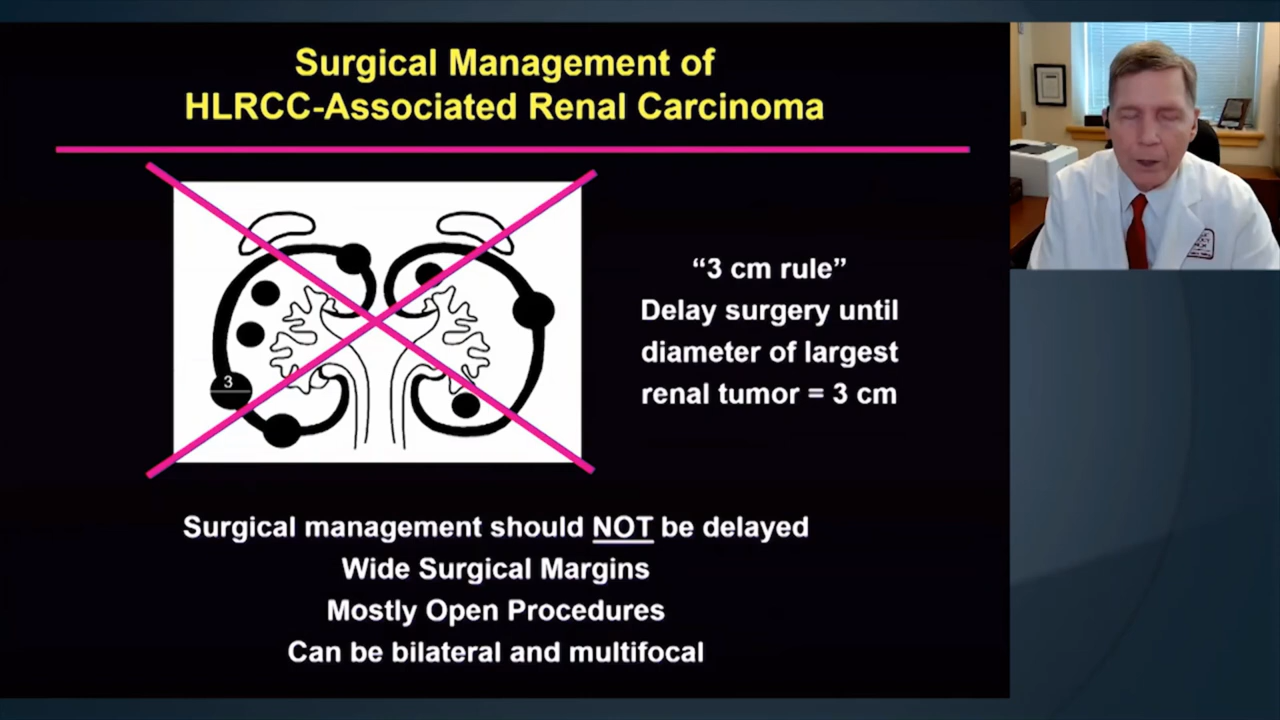 Surgical Management of
HLRCC-Associated Renal Carcinoma
3
“3 cm rule”
Delay surgery until
diameter of largest
renal tumor = 3 cm
Surgical management should NOT be delayed
Wide Surgical Margins
Mostly Open Procedures
Can be bilateral and multifocal